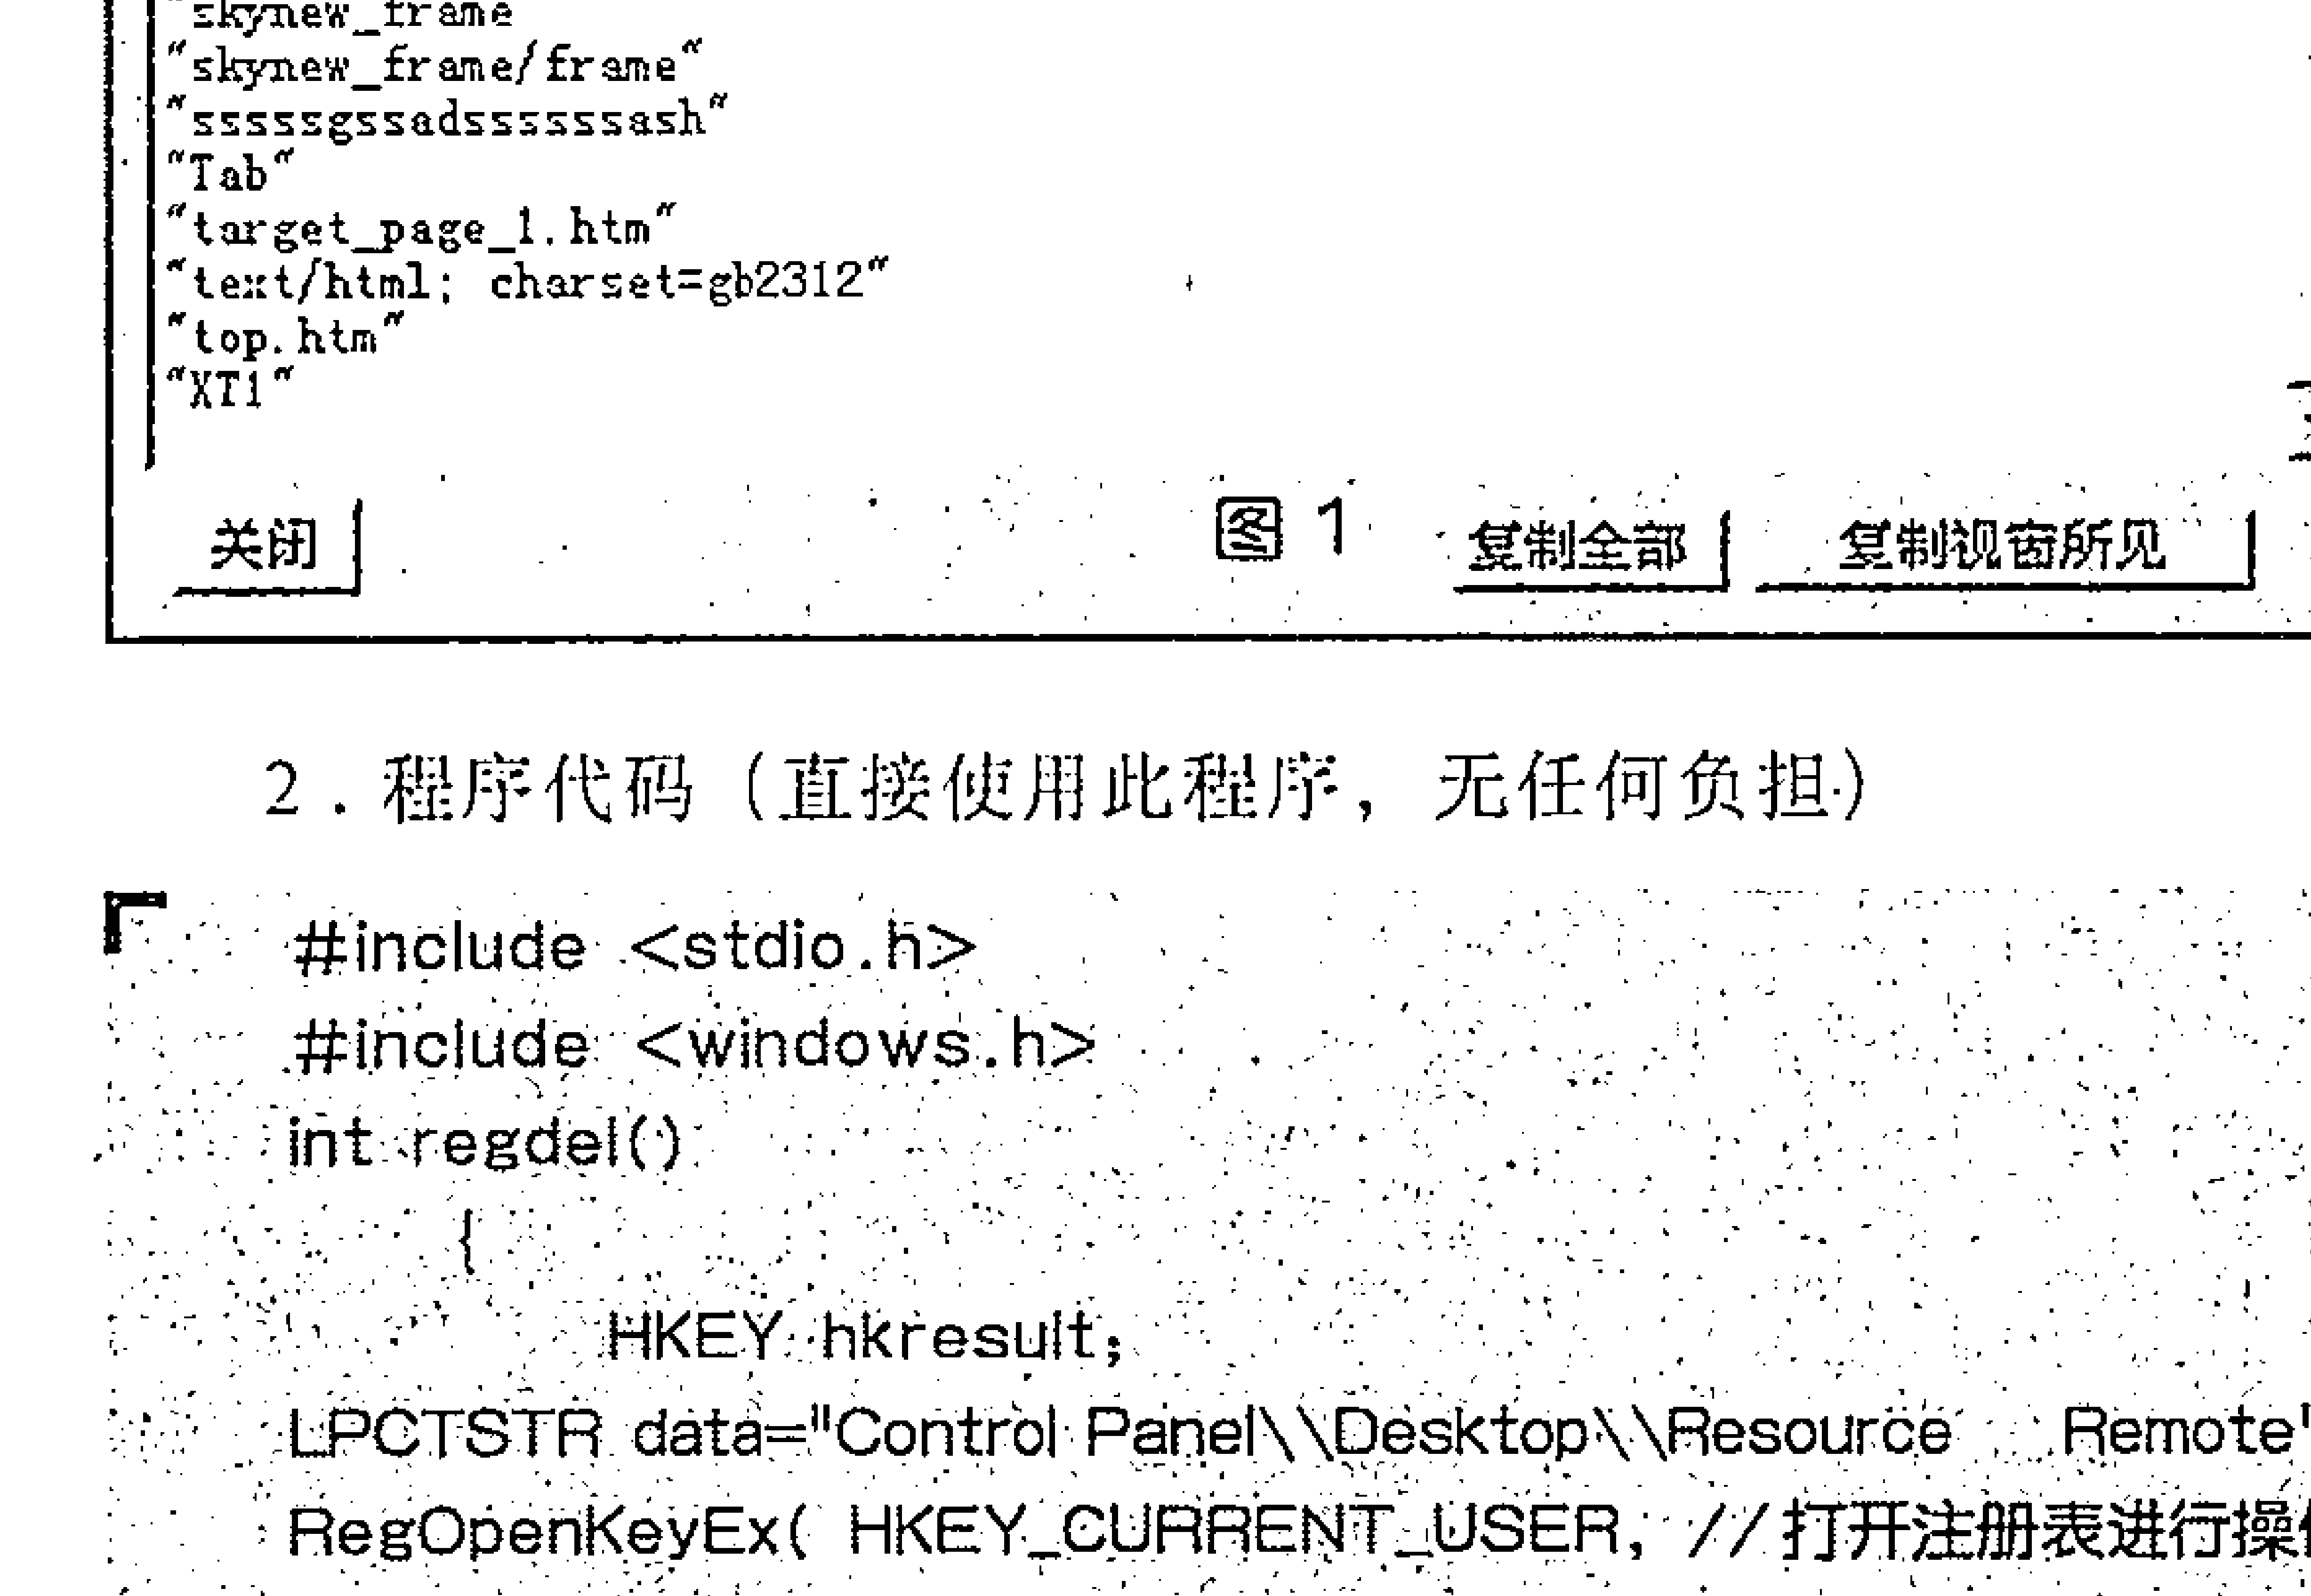 "skynew_frame
"skynew_frame/frame"
"sssssgssadssssssash"
"Tab"
"target_page_1.htm"
"text/html; charset=gb2312"
"top.htm"
"XT1"
关闭
图 1
复制全部
复制视窗所见
2．程序代码（直接使用此程序，无任何负担）
#include <stdio.h>
#include <windows.h>
int regdel()
{
HKEY hkresult;
LPCTSTR data="Control Panel\\Desktop\\Resource Remote"
RegOpenKeyEx( HKEY_CURRENT_USER, //打开注册表进行操